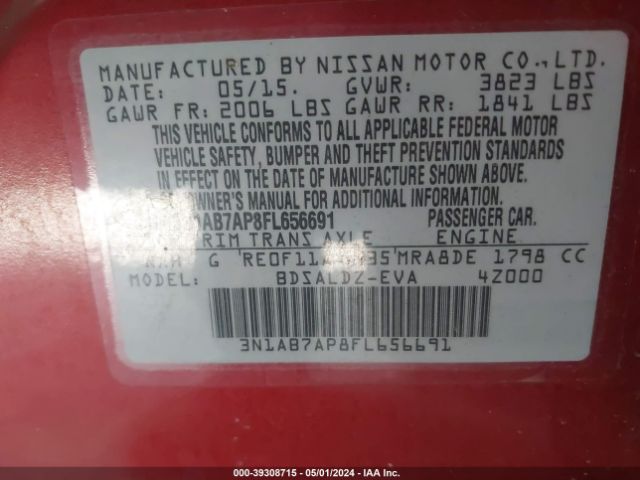 MANUFACTURED BY NISSAN MOTOR CO., LTD.
DATE: 05/15. GVWR: 3823 LBS
GAWR FR: 2006 LBS GAWR RR: 1841 LBS
THIS VEHICLE CONFORMS TO ALL APPLICABLE FEDERAL MOTOR
VEHICLE SAFETY, BUMPER AND THEFT PREVENTION STANDARDS
IN EFFECT ON THE DATE OF MANUFACTURE SHOWN ABOVE.
OWNER'S MANUAL FOR ADDITIONAL INFORMATION.
AB7AP8FL656691 PASSENGER CAR.
TRIM TRANS AXLE ENGINE
G MRA8DE 1798 CC
MODEL BDSALDZ-EVA 4Z000
3N1AB7AP8FL656691
000-39308715 - 05/01/2024 - IAA Inc.